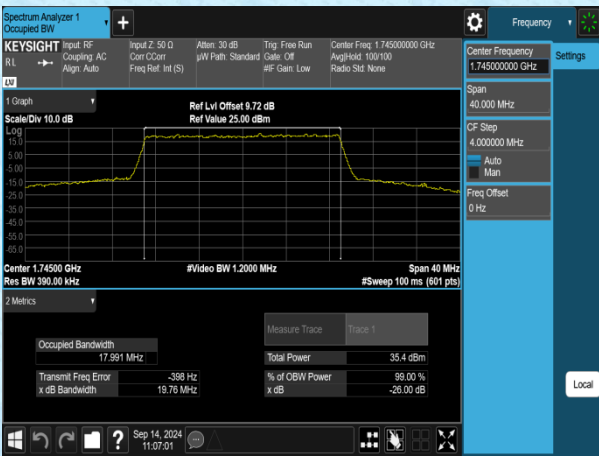 Spectrum Analyzer 1
Occupied BW
Frequency
KEYSIGHT
RL
LXI
Input: RF
Coupling: AC
Align: Auto
Input Z: 50 Ω
Corr CCorr
Freq Ref: Int (S)
Atten: 30 dB
µW Path: Standard
Trig: Free Run
Gate: Off
#IF Gain: Low
Center Freq: 1.745000000 GHz
Avg|Hold: 100/100
Radio Std: None
Center Frequency
1.745000000 GHz
Settings
Span
40.000 MHz
CF Step
4.000000 MHz
Auto
Man
Freq Offset
0 Hz
1 Graph
Scale/Div 10.0 dB
Ref Lvl Offset 9.72 dB
Ref Value 25.00 dBm
Log
15.0
5.00
-5.00
-15.0
-25.0
-35.0
-45.0
-55.0
-65.0
Center 1.74500 GHz
#Video BW 1.2000 MHz
Span 40 MHz
Res BW 390.00 kHz
#Sweep 100 ms (601 pts)
2 Metrics
Measure Trace
Trace 1
Occupied Bandwidth
17.991 MHz
Total Power
35.4 dBm
Transmit Freq Error
-398 Hz
% of OBW Power
99.00 %
x dB Bandwidth
19.76 MHz
x dB
-26.00 dB
Local
Sep 14, 2024
11:07:01